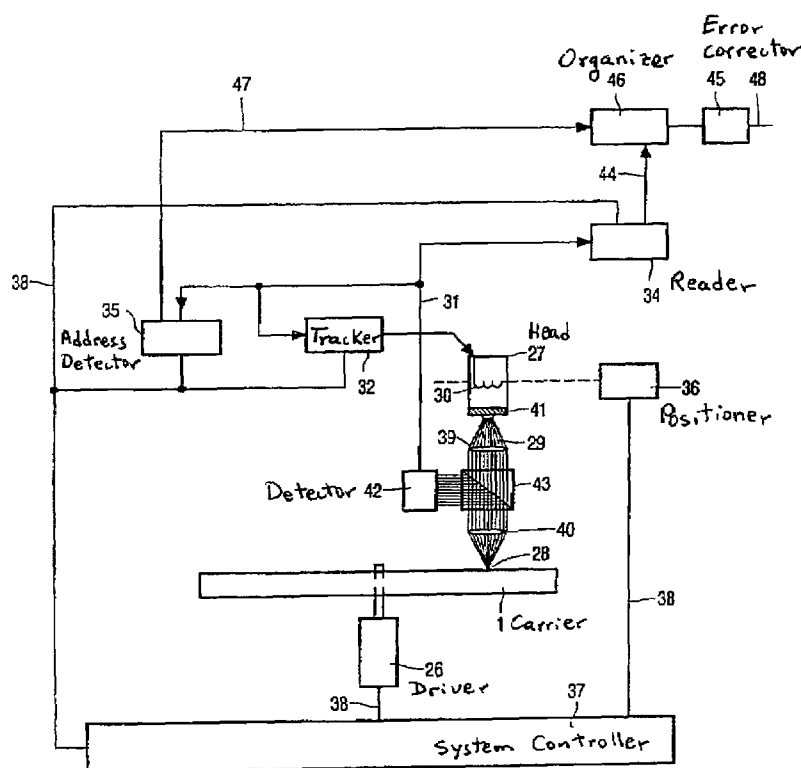 Error
corrector
Organizer
46
45
48
47
44
38
34
Reader
31
35
Address
Detector
Tracker
32
Head
27
30
41
36
Positioner
39
29
Detector
42
43
40
28
1 Carrier
38
26
Driver
38
37
System Controller